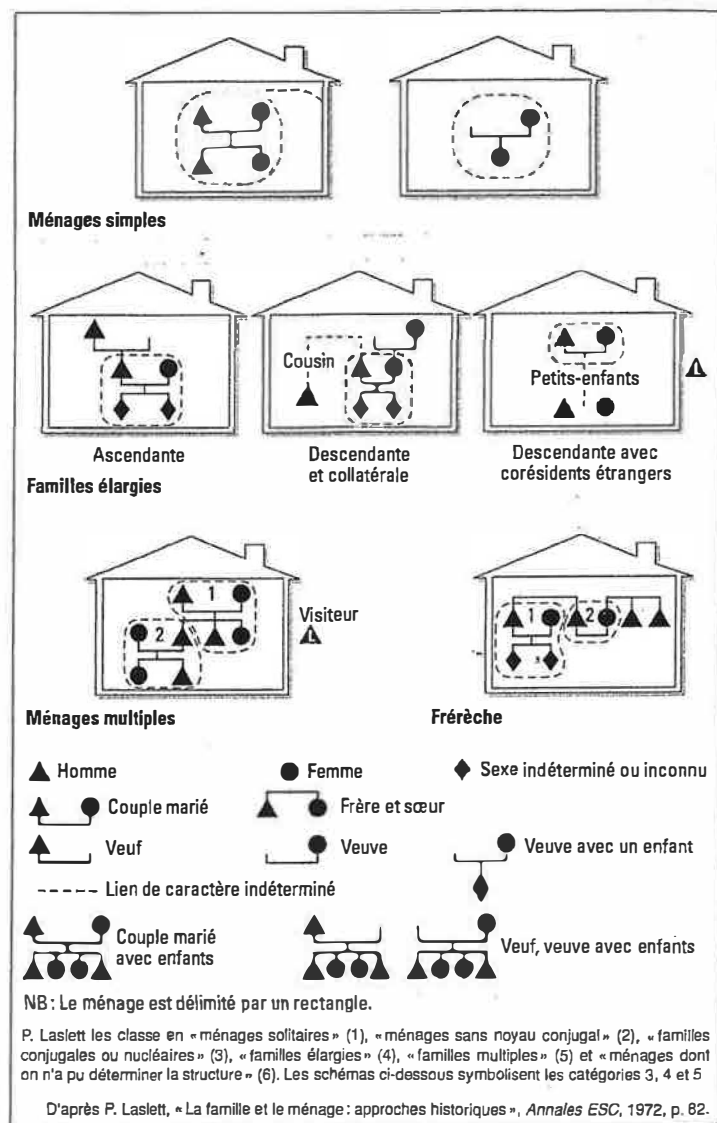 Ménages simples
Cousin
Petits-enfants
L
Ascendante
Descendante
et collatérale
Descendante avec
corésidents étrangers
Familles élargies
1
2
Visiteur
L
1
2
3
Ménages multiples
Frérèche
Homme
Femme
Sexe indéterminé ou inconnu
Couple marié
Frère et sœur
Veuf
Veuve
Veuve avec un enfant
Lien de caractère indéterminé
Couple marié
avec enfants
Veuf, veuve avec enfants
NB : Le ménage est délimité par un rectangle.
P. Laslett les classe en « ménages solitaires » (1), « ménages sans noyau conjugal » (2), « familles
conjugales ou nucléaires » (3), « familles élargies » (4), « familles multiples » (5) et « ménages dont
on n'a pu déterminer la structure » (6). Les schémas ci-dessous symbolisent les catégories 3, 4 et 5
D'après P. Laslett, « La famille et le ménage : approches historiques », Annales ESC, 1972, p. 82.